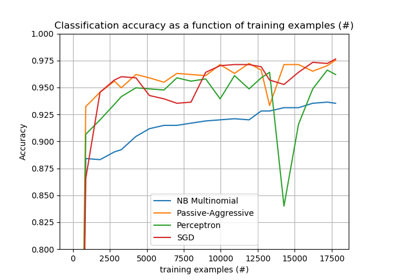 Classification accuracy as a function of training examples (#)
1.000
0.975
0.950
0.925
0.900
0.875
0.850
0.825
0.800
Accuracy
NB Multinomial
Passive-Aggressive
Perceptron
SGD
0 2500 5000 7500 10000 12500 15000 17500
training examples (#)